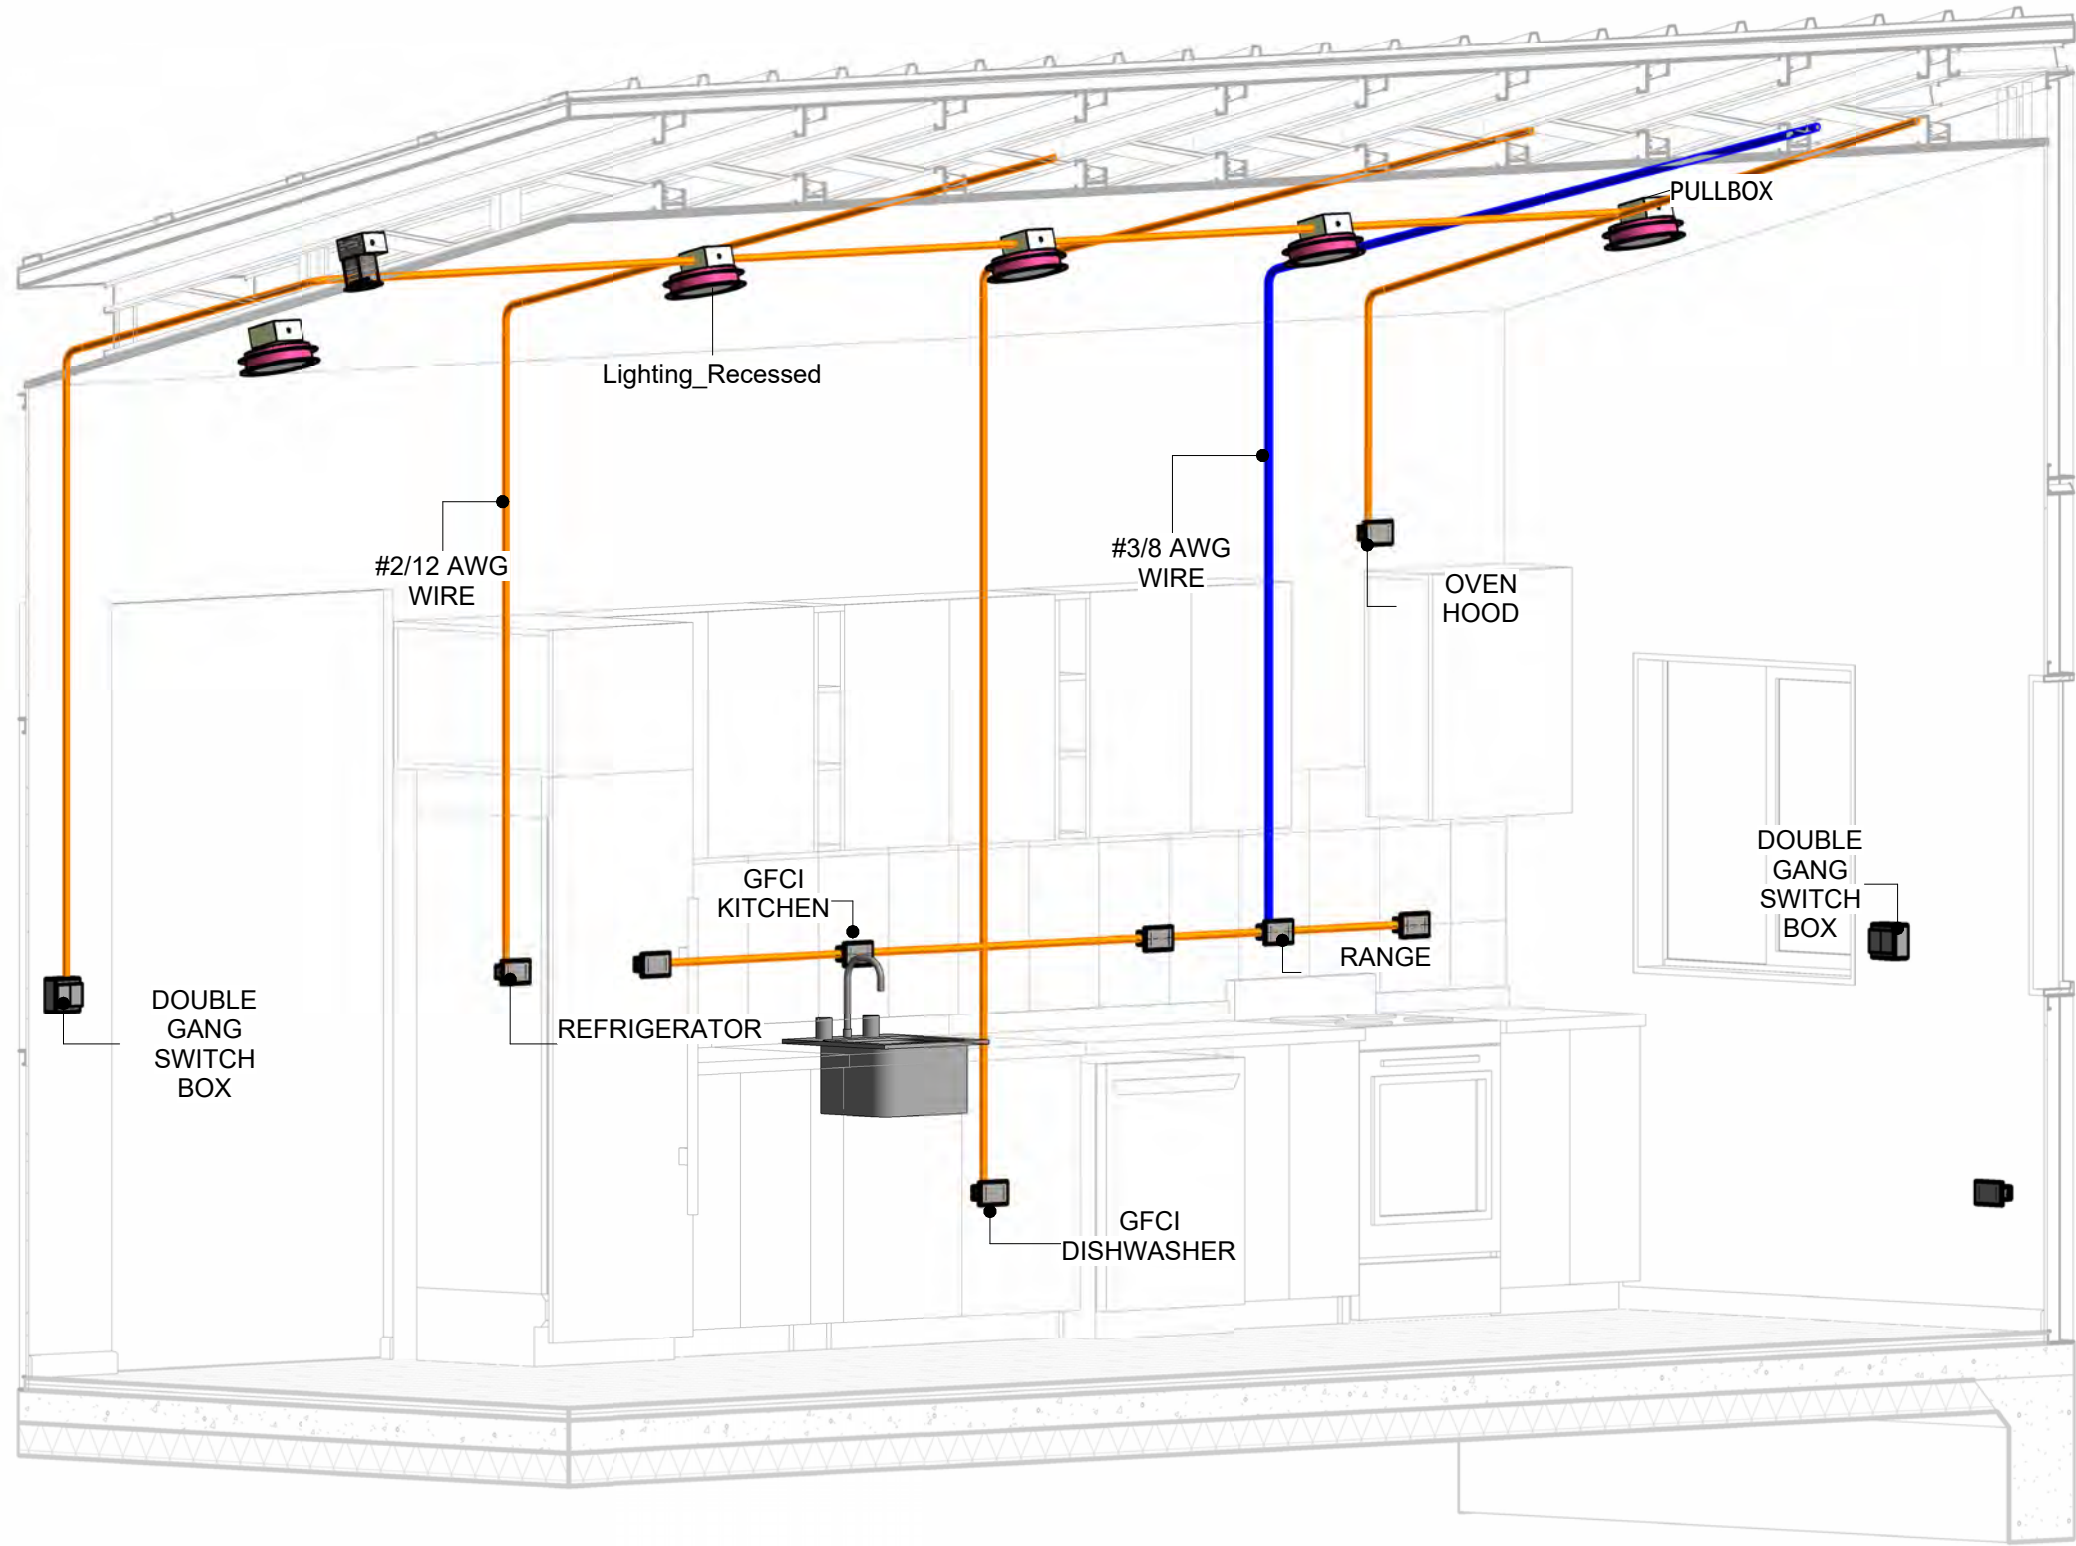 PULLBOX
Lighting_Recessed
#2/12 AWG
WIRE
#3/8 AWG
WIRE
OVEN
HOOD
DOUBLE
GANG
SWITCH
BOX
GFCI
KITCHEN
RANGE
REFRIGERATOR
DOUBLE
GANG
SWITCH
BOX
GFCI
DISHWASHER